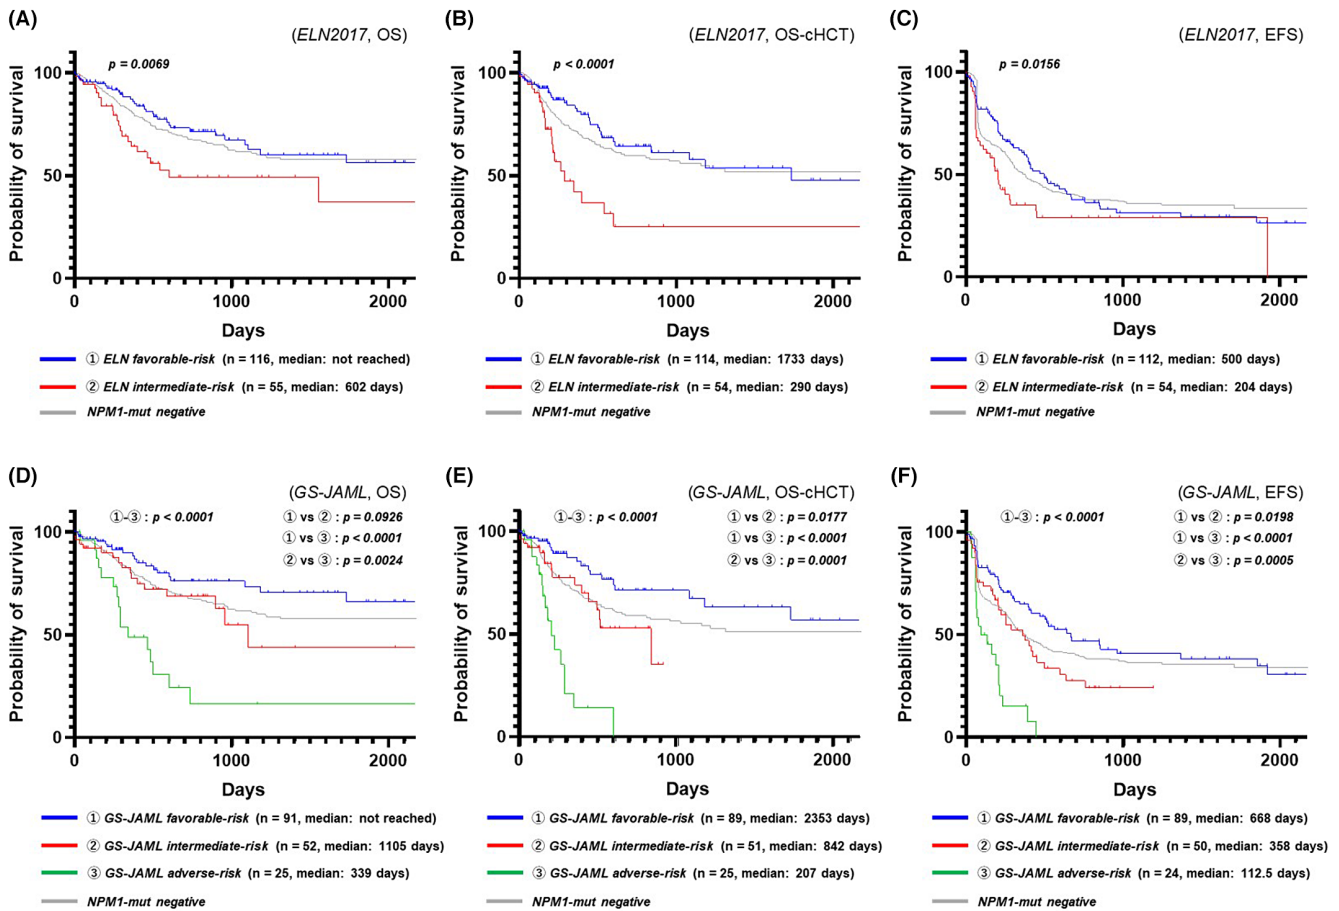 (A)
(ELN2017, OS)
p = 0.0069
Probability of survival
100
50
0
0 1000 2000
Days
① ELN favorable-risk (n = 116, median: not reached)
② ELN intermediate-risk (n = 55, median: 602 days)
NPM1-mut negative
(B)
(ELN2017, OS-cHCT)
p < 0.0001
Probability of survival
100
50
0
0 1000 2000
Days
① ELN favorable-risk (n = 114, median: 1733 days)
② ELN intermediate-risk (n = 54, median: 290 days)
NPM1-mut negative
(C)
(ELN2017, EFS)
p = 0.0156
Probability of survival
100
50
0
0 1000 2000
Days
① ELN favorable-risk (n = 112, median: 500 days)
② ELN intermediate-risk (n = 54, median: 204 days)
NPM1-mut negative
(D)
(GS-JAML, OS)
①-③ : p < 0.0001
① vs ② : p = 0.0926
① vs ③ : p < 0.0001
② vs ③ : p = 0.0024
Probability of survival
100
50
0
0 1000 2000
Days
① GS-JAML favorable-risk (n = 91, median: not reached)
② GS-JAML intermediate-risk (n = 52, median: 1105 days)
③ GS-JAML adverse-risk (n = 25, median: 339 days)
NPM1-mut negative
(E)
(GS-JAML, OS-cHCT)
①-③ : p < 0.0001
① vs ② : p = 0.0177
① vs ③ : p < 0.0001
② vs ③ : p = 0.0001
Probability of survival
100
50
0
0 1000 2000
Days
① GS-JAML favorable-risk (n = 89, median: 2353 days)
② GS-JAML intermediate-risk (n = 51, median: 842 days)
③ GS-JAML adverse-risk (n = 25, median: 207 days)
NPM1-mut negative
(F)
(GS-JAML, EFS)
①-③ : p < 0.0001
① vs ② : p = 0.0198
① vs ③ : p < 0.0001
② vs ③ : p = 0.0005
Probability of survival
100
50
0
0 1000 2000
Days
① GS-JAML favorable-risk (n = 89, median: 668 days)
② GS-JAML intermediate-risk (n = 50, median: 358 days)
③ GS-JAML adverse-risk (n = 24, median: 112.5 days)
NPM1-mut negative